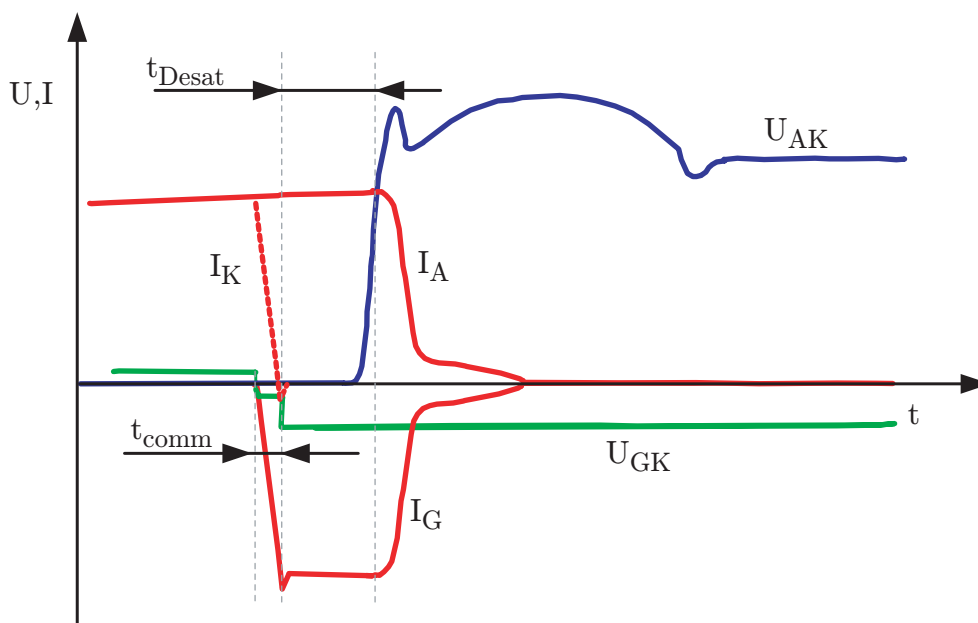 t_Desat
U,I
U_AK
I_K
I_A
t
t_comm
U_GK
I_G